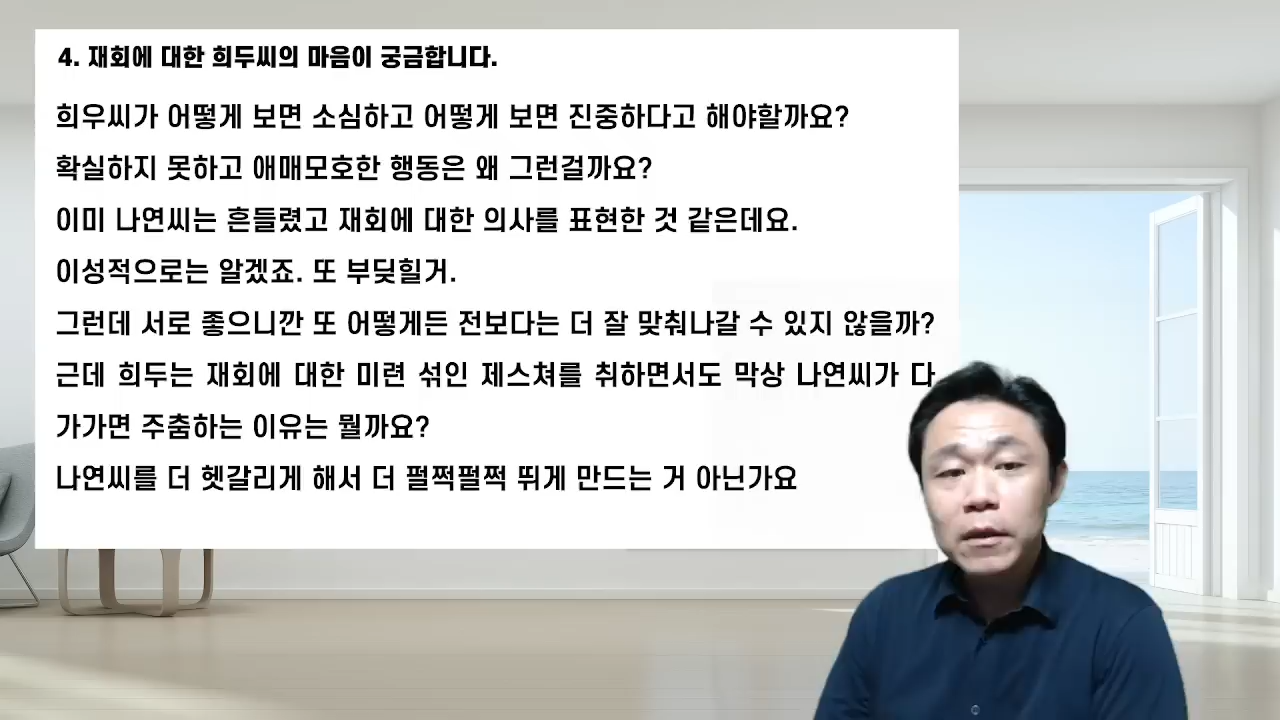 4. 재회에 대한 희두씨의 마음이 궁금합니다.
희우씨가 어떻게 보면 소심하고 어떻게 보면 진중하다고 해야할까요?
확실하지 못하고 애매모호한 행동은 왜 그런걸까요?
이미 나연씨는 흔들렸고 재회에 대한 의사를 표현한 것 같은데요.
이성적으로는 알겠죠. 또 부딪힐거.
그런데 서로 좋으니깐 또 어떻게든 전보다는 더 잘 맞춰나갈 수 있지 않을까?
근데 희두는 재회에 대한 미련 섞인 제스쳐를 취하면서도 막상 나연씨가 다
가가면 주춤하는 이유는 뭘까요?
나연씨를 더 헷갈리게 해서 더 펄쩍펄쩍 뛰게 만드는 거 아닌가요